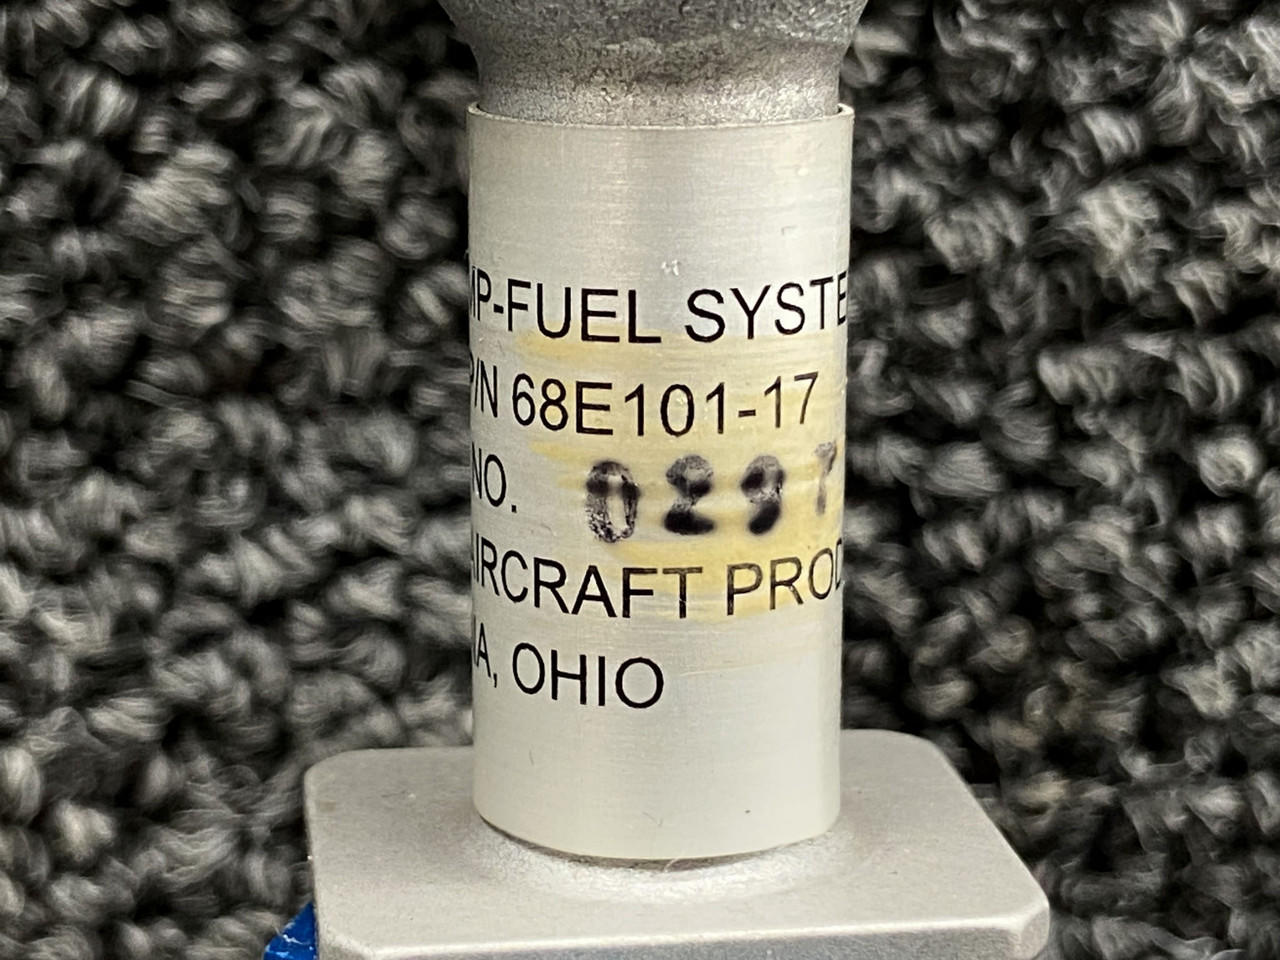 MP-FUEL SYSTE
P/N 68E101-17
NO. 0297
AIRCRAFT PROD
A, OHIO